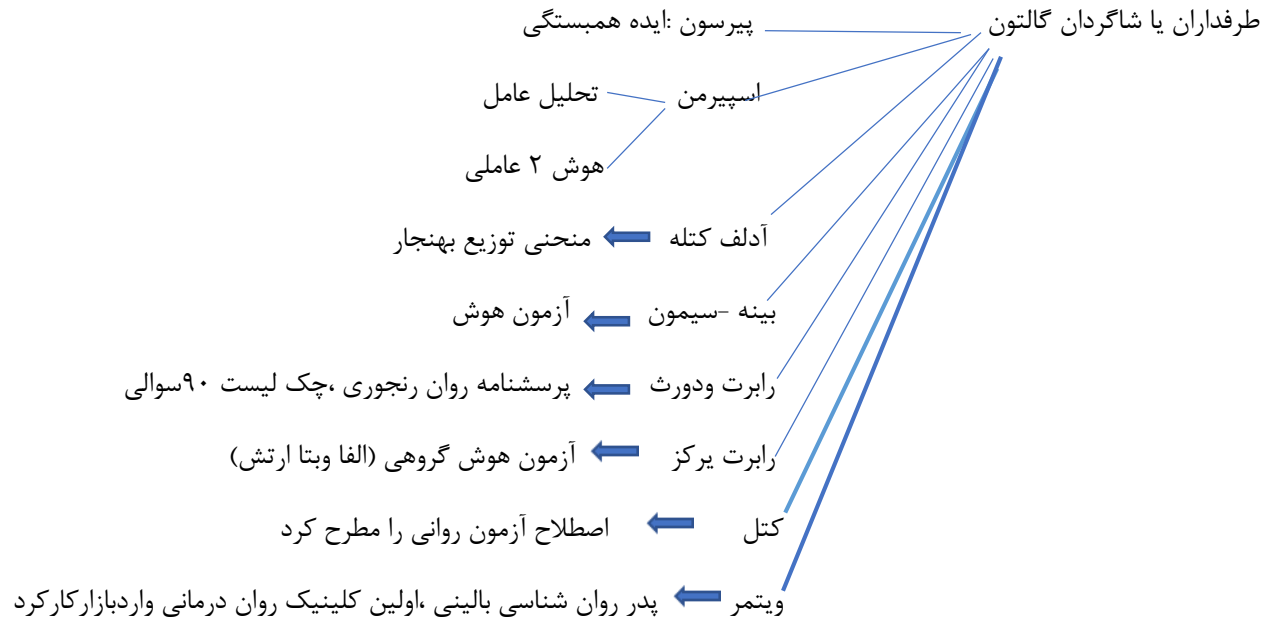 طرفداران یا شاگردان گالتون
پیرسون :ایده همبستگی
اسپیرمن تحلیل عامل
هوش ۲ عاملی
آدلف کتله منحنی توزیع بهنجار
بینه -سیمون آزمون هوش
رابرت ودورث پرسشنامه روان رنجوری ،چک لیست ۹۰سوالی
رابرت یرکز آزمون هوش گروهی (الفا وبتا ارتش)
کتل اصطلاح آزمون روانی را مطرح کرد
ویتمر پدر روان شناسی بالینی ،اولین کلینیک روان درمانی واردبازارکارکرد